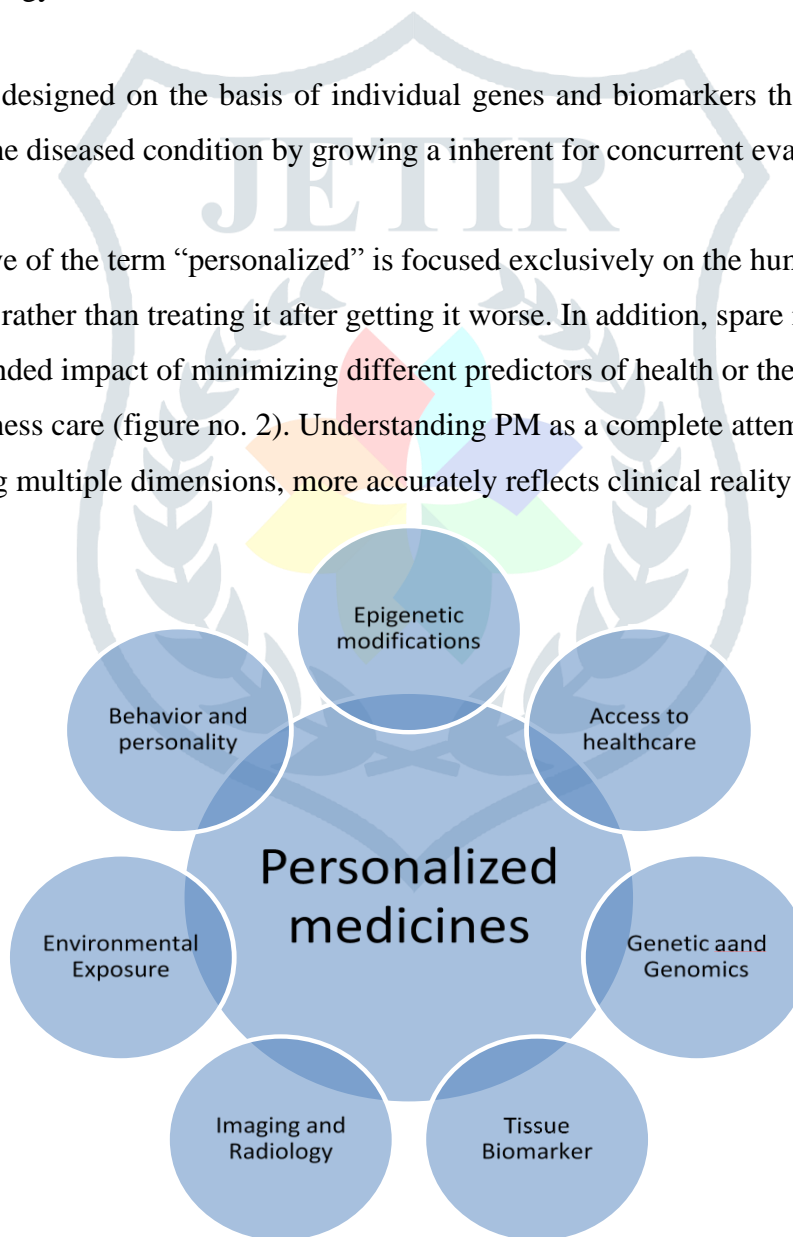 designed on the basis of individual genes and biomarkers th
e diseased condition by growing a inherent for concurrent eva
JETIR
e of the term “personalized” is focused exclusively on the hu
rather than treating it after getting it worse. In addition, spare
nded impact of minimizing different predictors of health or the
ness care (figure no. 2). Understanding PM as a complete attem
g multiple dimensions, more accurately reflects clinical reality
Epigenetic
modifications
Behavior and
personality
Access to
healthcare
Personalized
medicines
Environmental
Exposure
Genetic aand
Genomics
Imaging and
Radiology
Tissue
Biomarker